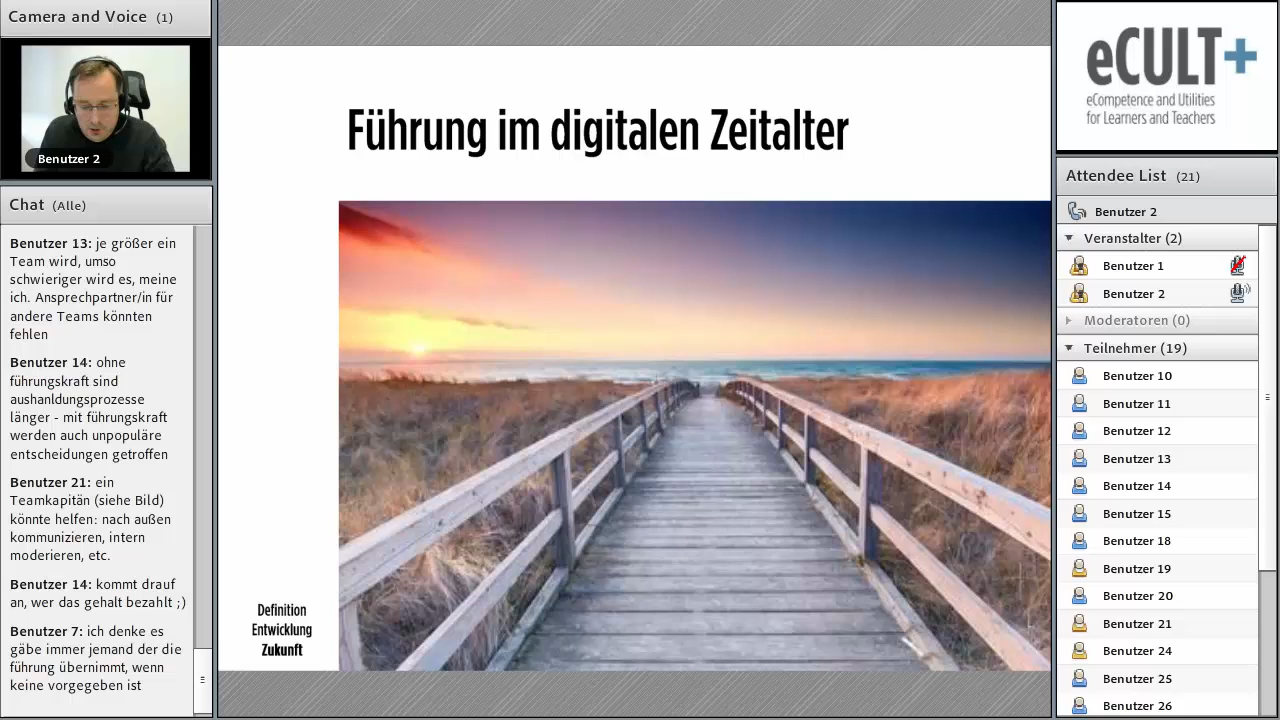 Camera and Voice (1)
Benutzer 2
Chat (Alle)
Benutzer 13: je größer ein
Team wird, umso
schwieriger wird es, meine
ich. Ansprechpartner/in für
andere Teams könnten
fehlen
Benutzer 14: ohne
führungskraft sind
aushanldungsprozesse
länger - mit führungskraft
werden auch unpopuläre
entscheidungen getroffen
Benutzer 21: ein
Teamkapitän (siehe Bild)
könnte helfen: nach außen
kommunizieren, intern
moderieren, etc.
Benutzer 14: kommt drauf
an, wer das gehalt bezahlt ;)
Benutzer 7: ich denke es
gäbe immer jemand der die
führung übernimmt, wenn
keine vorgegeben ist
Führung im digitalen Zeitalter
Definition
Entwicklung
Zukunft
eCULT+
eCompetence and Utilities
for Learners and Teachers
Attendee List (21)
Benutzer 2
Veranstalter (2)
Benutzer 1
Benutzer 2
Moderatoren (0)
Teilnehmer (19)
Benutzer 10
Benutzer 11
Benutzer 12
Benutzer 13
Benutzer 14
Benutzer 15
Benutzer 18
Benutzer 19
Benutzer 20
Benutzer 21
Benutzer 24
Benutzer 25
Benutzer 26